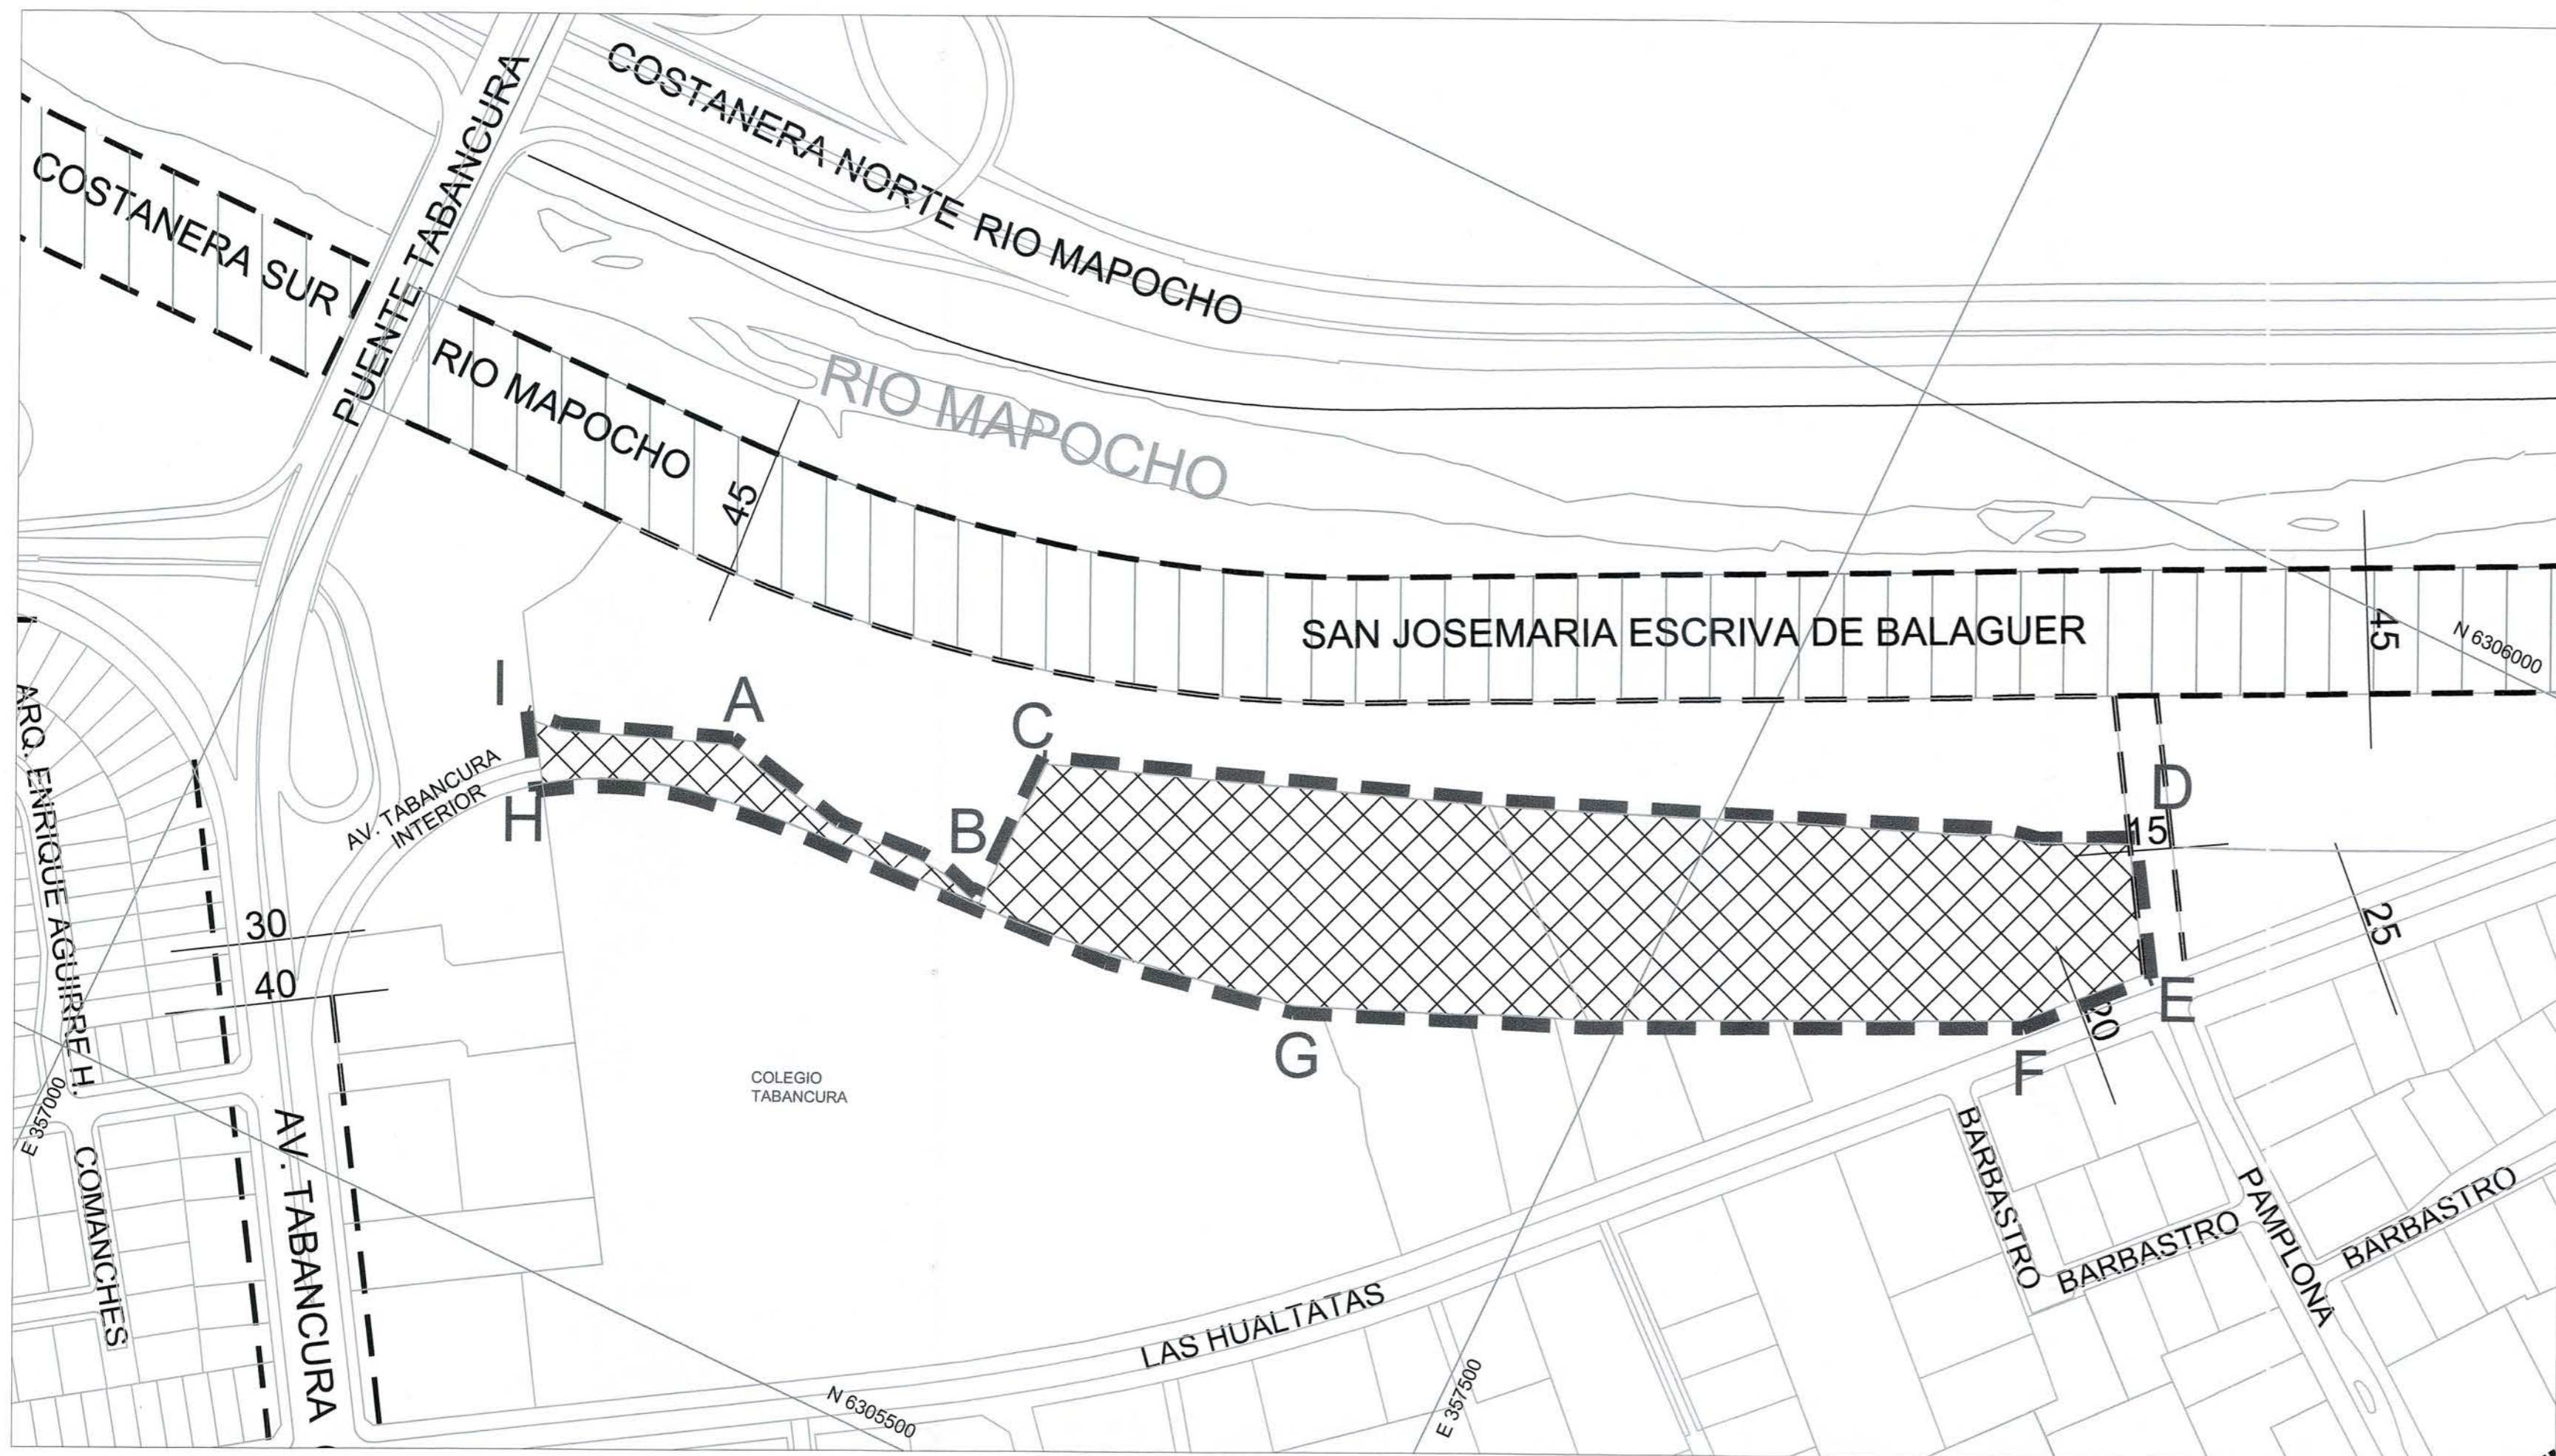 COSTANERA NORTE RIO MAPOCHO
PUENTE TABANCURA
COSTANERA SUR
RIO MAPOCHO
RIO MAPOCHO
45
SAN JOSEMARIA ESCRIVA DE BALAGUER
45
N 6306000
I
A
C
D
B
H
15
AV. TABANCURA
INTERIOR
ARQ. ENRIQUE AGUIRRE H.
30
40
25
E
20
G
F
COLEGIO
TABANCURA
E 357000
COMANCHES
AV. TABANCURA
BARBASTRO
BARBASTRO
PAMPLONA
BARBASTRO
LAS HUALTATAS
N 6305500
E 357500